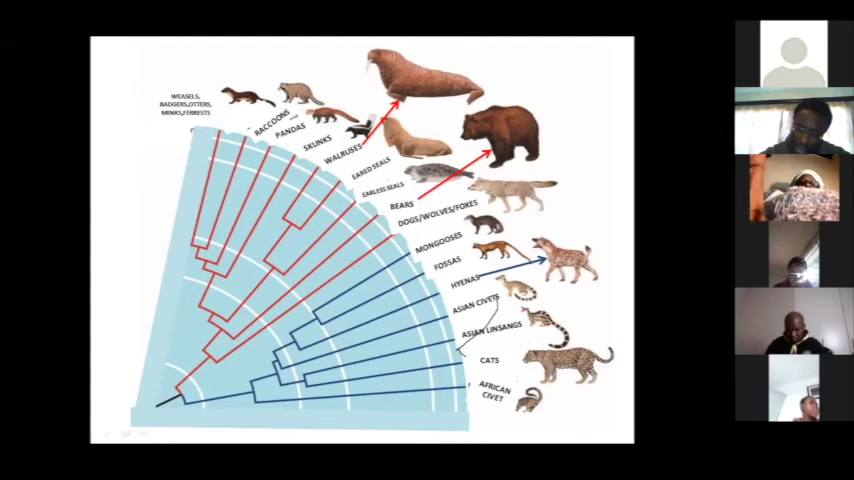 WEASELS,
BADGERS,OTTERS,
MINKS,FERRESTS
RACCOONS
PANDAS
SKUNKS
WALRUSES
EARED SEALS
EARLESS SEALS
BEARS
DOGS/WOLVES/FOXES
MONGOOSES
FOSSAS
HYENAS
ASIAN CIVETS
ASIAN LINSANGS
CATS
AFRICAN
CIVET